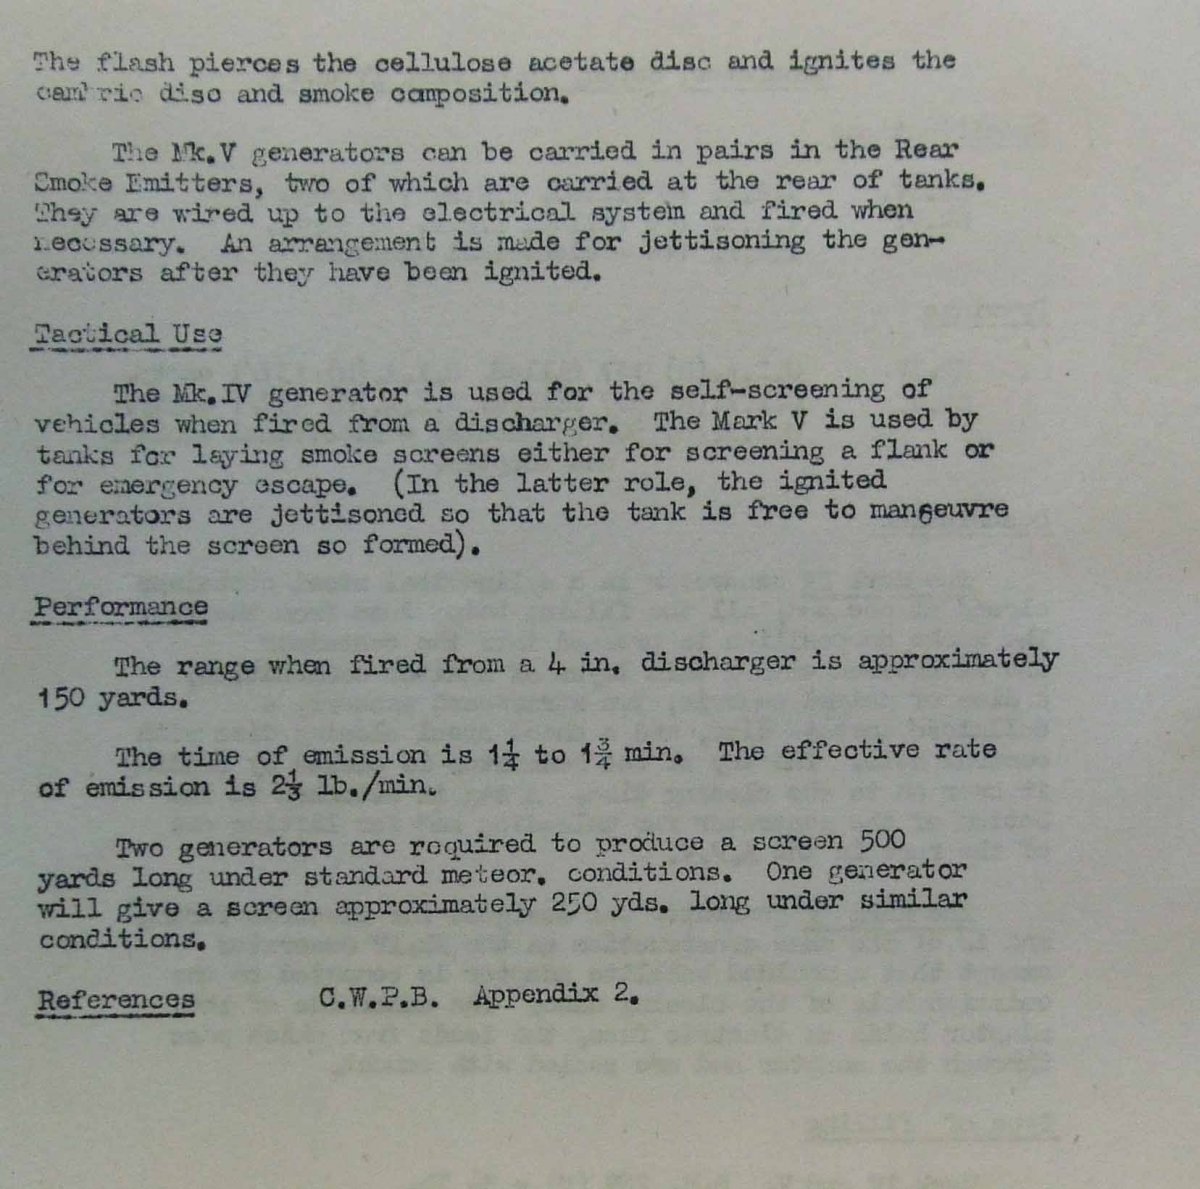 The flash pierces the cellulose acetate disc and ignites the
cambric disc and smoke composition.
The Mk.V generators can be carried in pairs in the Rear
Smoke Emitters, two of which are carried at the rear of tanks.
They are wired up to the electrical system and fired when
necessary. An arrangement is made for jettisoning the gen-
erators after they have been ignited.
Tactical Use
The Mk.IV generator is used for the self-screening of
vehicles when fired from a discharger. The Mark V is used by
tanks for laying smoke screens either for screening a flank or
for emergency escape. (In the latter role, the ignited
generators are jettisoned so that the tank is free to manoeuvre
behind the screen so formed).
Performance
The range when fired from a 4 in. discharger is approximately
150 yards.
The time of emission is 1¼ to 1¾ min. The effective rate
of emission is 2⅓ lb./min.
Two generators are required to produce a screen 500
yards long under standard meteor. conditions. One generator
will give a screen approximately 250 yds. long under similar
conditions.
References C.W.P.B. Appendix 2.